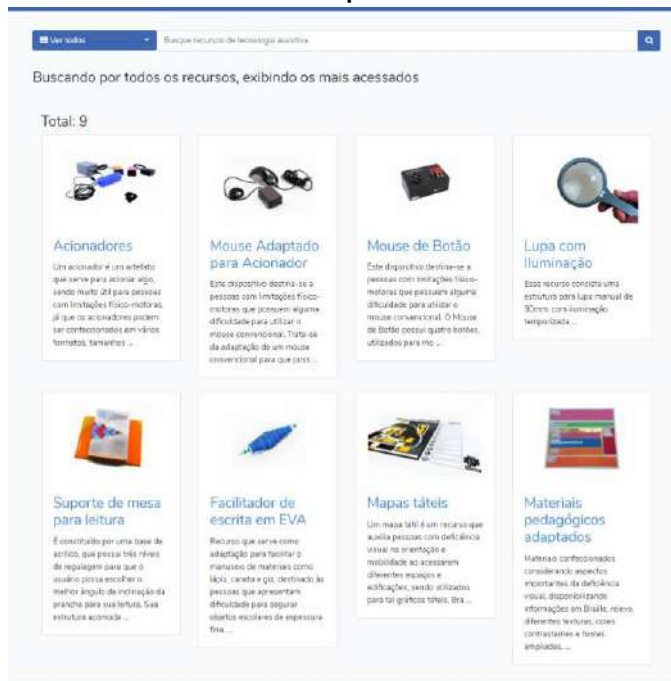 Ver todos
Busque recursos de tecnologia assistiva
Buscando por todos os recursos, exibindo os mais acessados
Total: 9
Acionadores
Um acionador é um artefato
que serve para acionar algo,
sendo muito útil para pessoas
com limitações físico-motoras,
já que os acionadores podem
ser confeccionados em vários
formatos, tamanhos ...
Mouse Adaptado
para Acionador
Este dispositivo destina-se a
pessoas com limitações físico-
motoras que possuem alguma
dificuldade para utilizar o
mouse convencional. Trata-se
da adaptação de um mouse
convencional para que poss ...
Mouse de Botão
Este dispositivo destina-se a
pessoas com limitações físico-
motoras que possuem alguma
dificuldade para utilizar o
mouse convencional. O Mouse
de Botão possui quatro botões,
utilizados para mo ...
Lupa com
Iluminação
Esse recurso consiste uma
estrutura para lupa manual de
90mm, com iluminação
temporizada ...
Suporte de mesa
para leitura
É constituído por uma base de
acrílico, que possui três níveis
de regulagem para que o
usuário possa escolher o
melhor ângulo de inclinação da
prancha para sua leitura. Sua
estrutura acomoda ...
Facilitador de
escrita em EVA
Recurso que serve como
adaptação para facilitar o
manuseio de materiais como
lápis, caneta e giz, destinado às
pessoas que apresentam
dificuldade para segurar
objetos escolares de espessura
fina. ...
Mapas táteis
Um mapa tátil é um recurso que
auxilia pessoas com deficiência
visual na orientação e
mobilidade ao acessarem
diferentes espaços e
edificações, sendo utilizados
para tal gráficos táteis, Bra ...
Materiais
pedagógicos
adaptados
Materiais confeccionados
considerando aspectos
importantes da deficiência
visual, disponibilizando
informações em Braille, relevo,
diferentes texturas, cores
contrastantes e fontes
ampliadas. ...